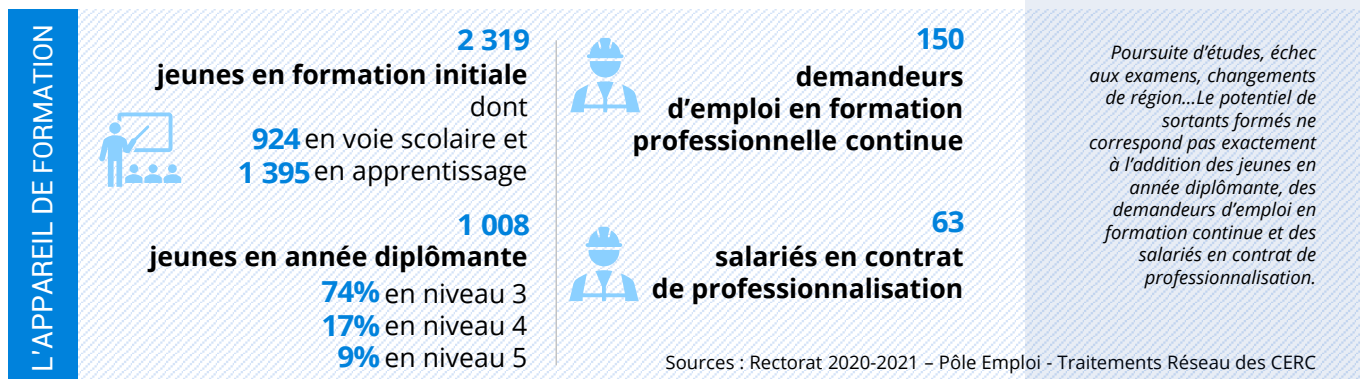 L'APPAREIL DE FORMATION
2 319
jeunes en formation initiale
dont
924 en voie scolaire et
1 395 en apprentissage
1 008
jeunes en année diplômante
74% en niveau 3
17% en niveau 4
9% en niveau 5
150
demandeurs
d'emploi en formation
professionnelle continue
63
salariés en contrat
de professionnalisation
Poursuite d'études, échec
aux examens, changements
de région...Le potentiel de
sortants formés ne
correspond pas exactement
à l'addition des jeunes en
année diplômante, des
demandeurs d'emploi en
formation continue et des
salariés en contrat de
professionnalisation.
Sources : Rectorat 2020-2021 – Pôle Emploi - Traitements Réseau des CERC